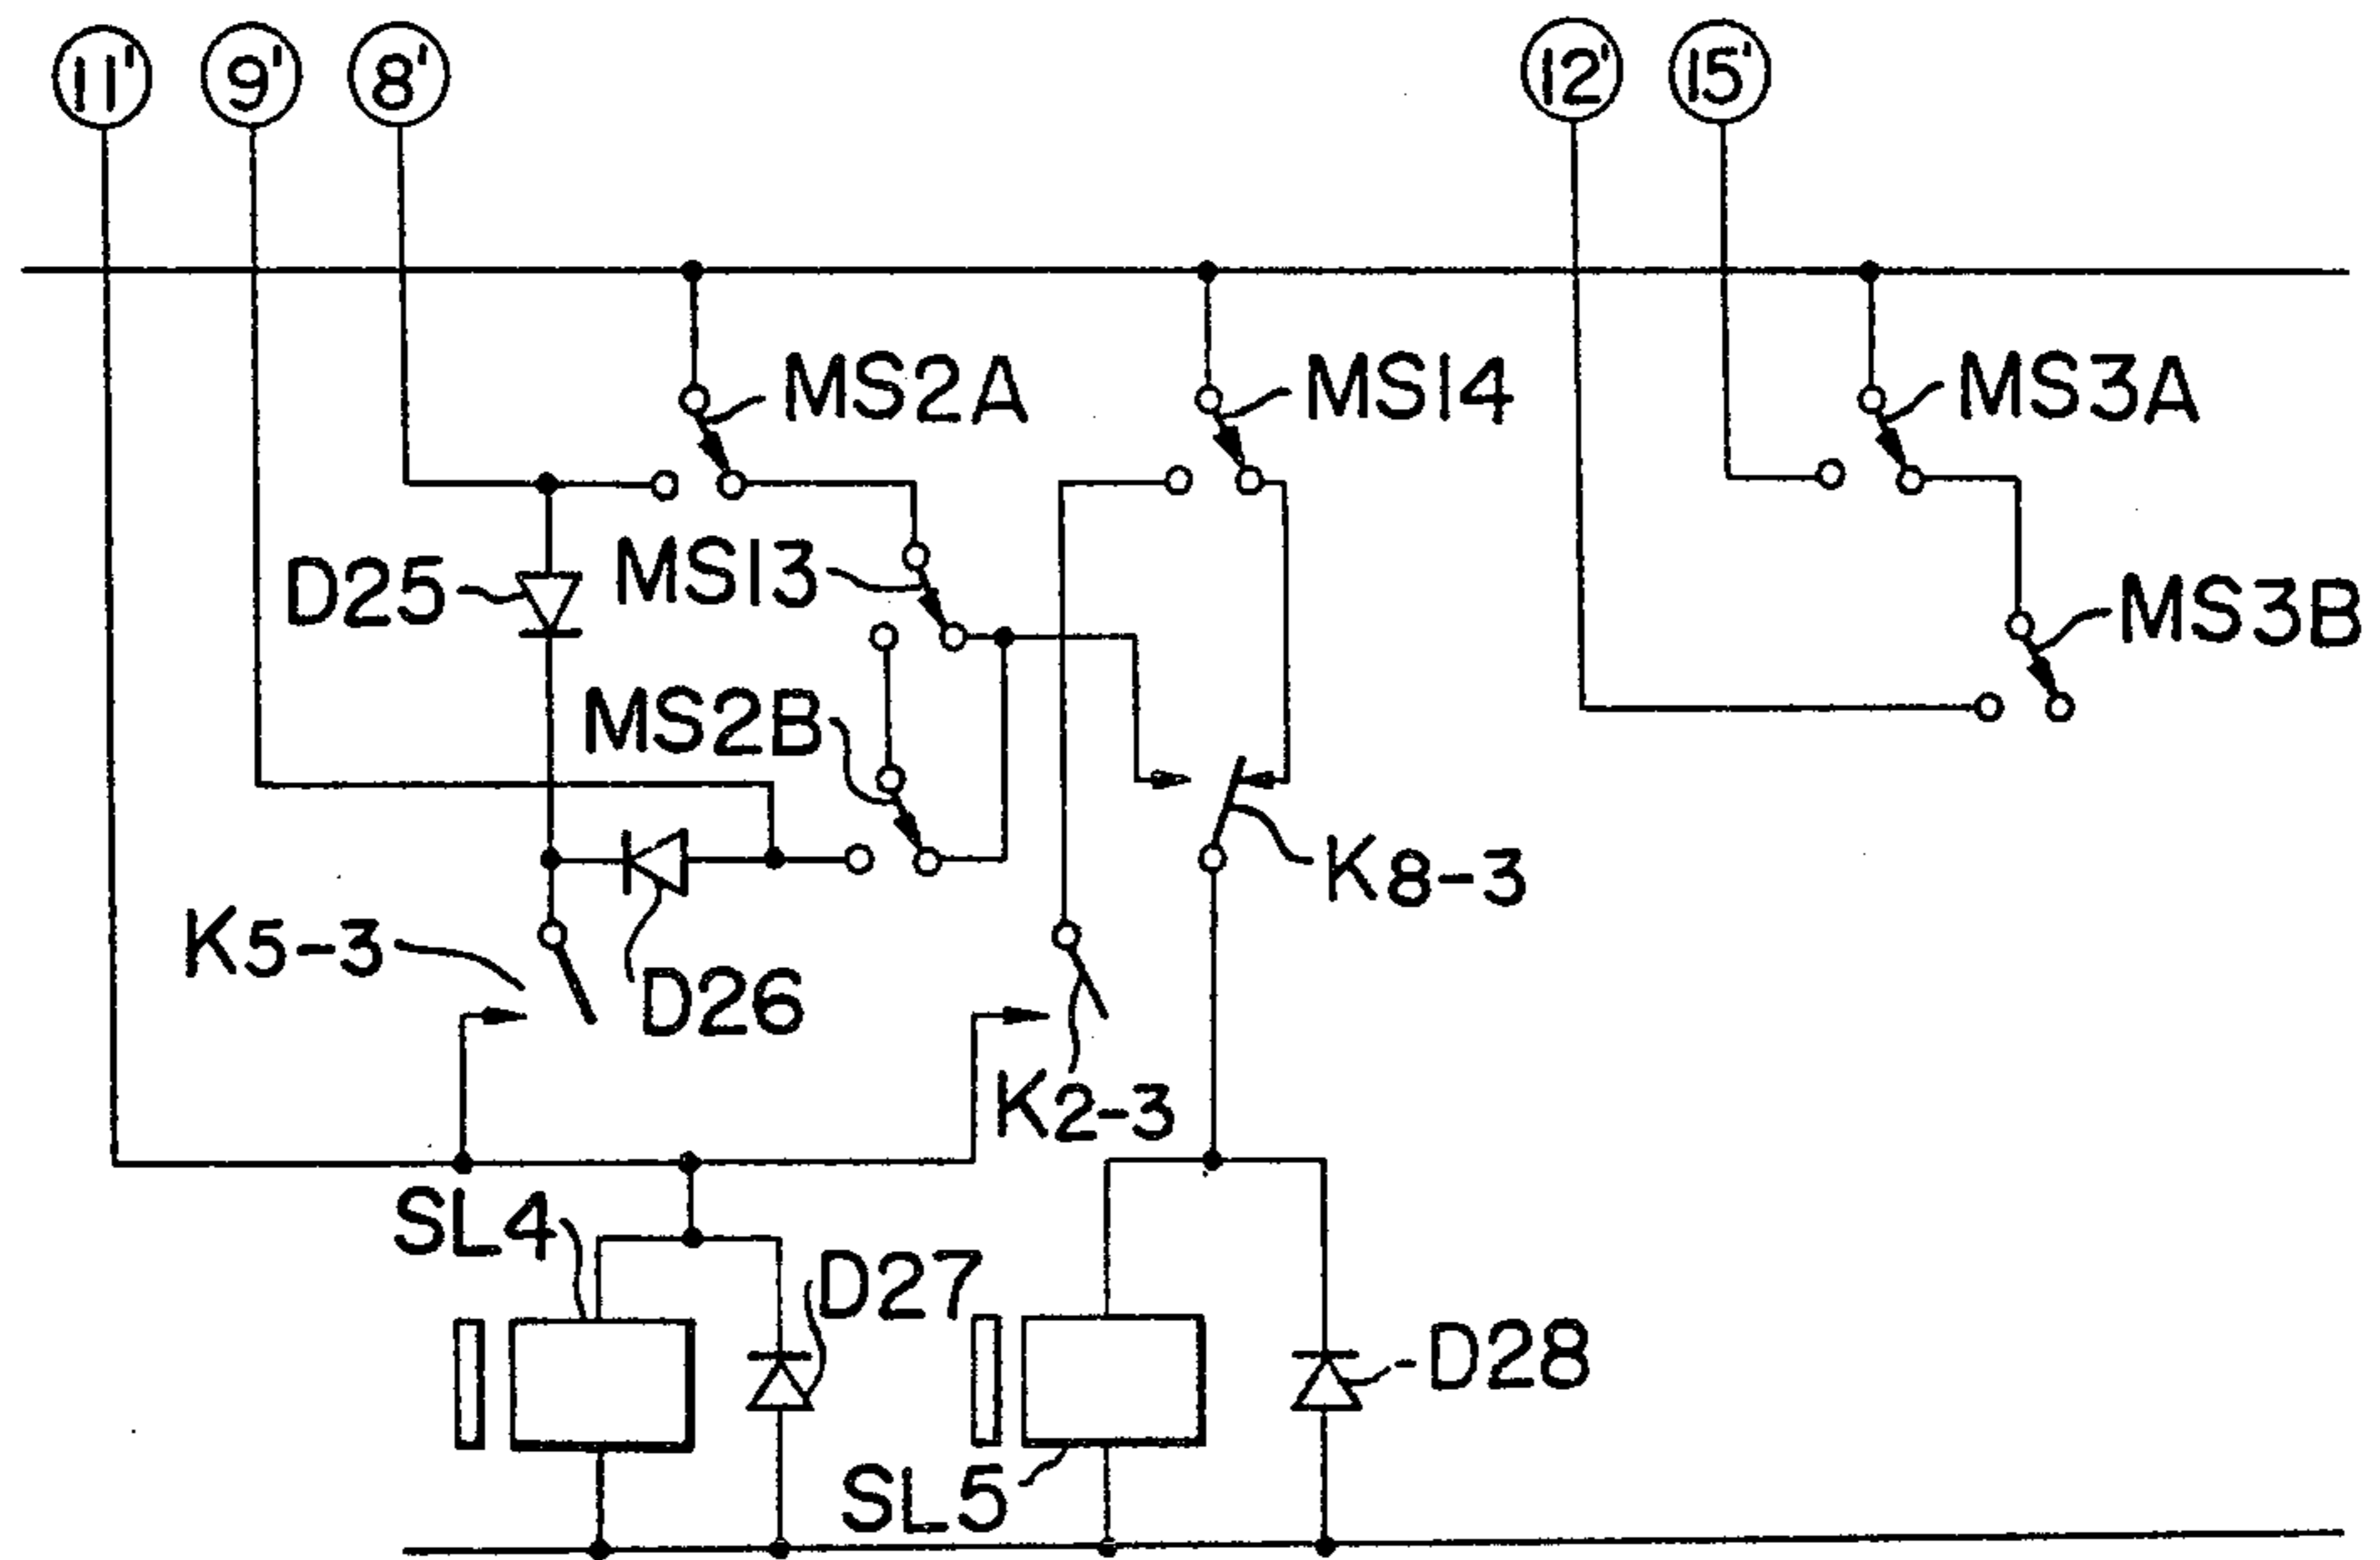 11'
9'
8'
12'
15'
MS2A
MS14
MS3A
D25
MS13
MS3B
MS2B
K8-3
K5-3
D26
K2-3
SL4
D27
D28
SL5